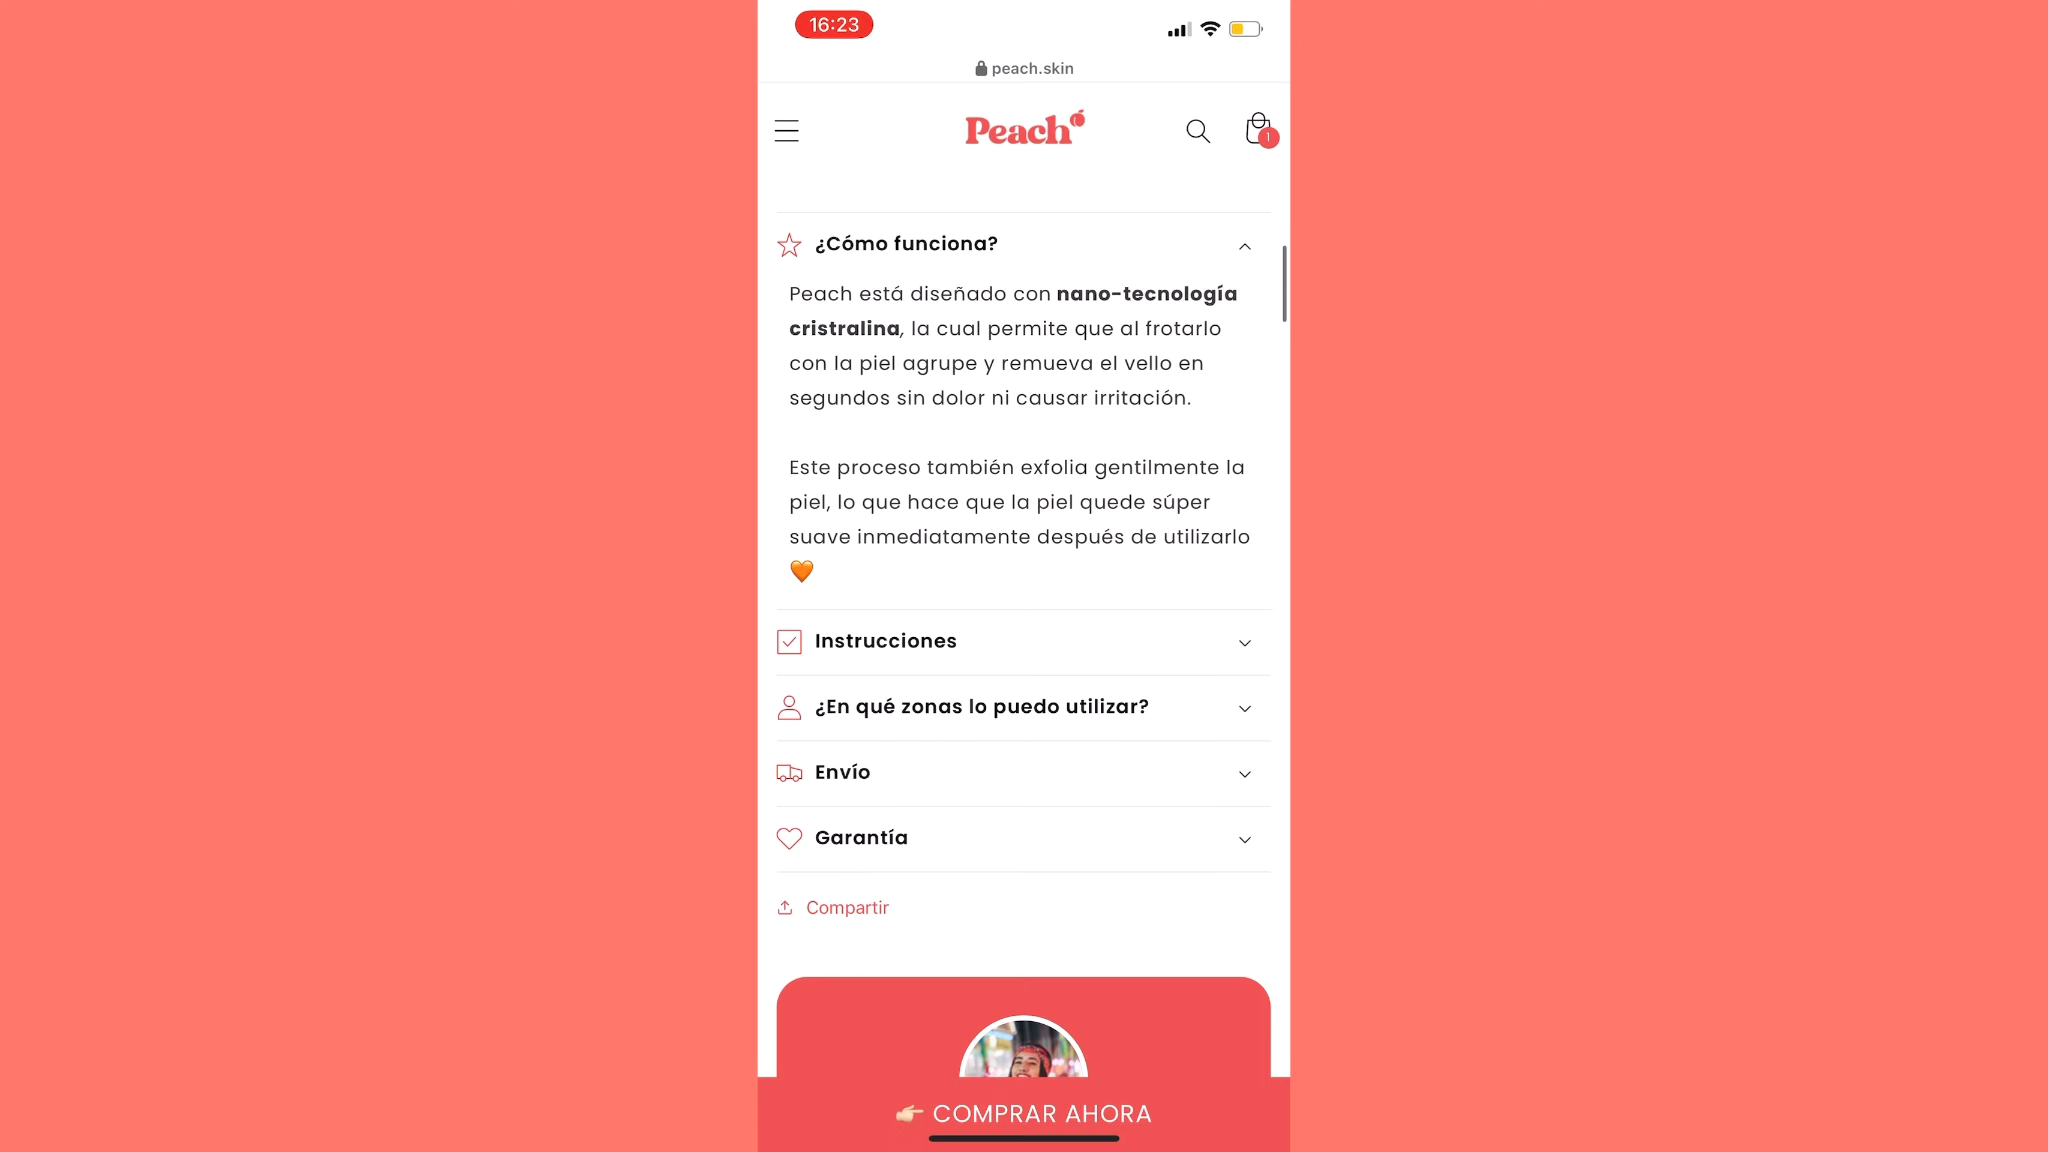 16:23
peach.skin
Peach
1
¿Cómo funciona?
Peach está diseñado con nano-tecnología
cristralina, la cual permite que al frotarlo
con la piel agrupe y remueva el vello en
segundos sin dolor ni causar irritación.
Este proceso también exfolia gentilmente la
piel, lo que hace que la piel quede súper
suave inmediatamente después de utilizarlo
🧡
Instrucciones
¿En qué zonas lo puedo utilizar?
Envío
Garantía
Compartir
👉🏼 COMPRAR AHORA